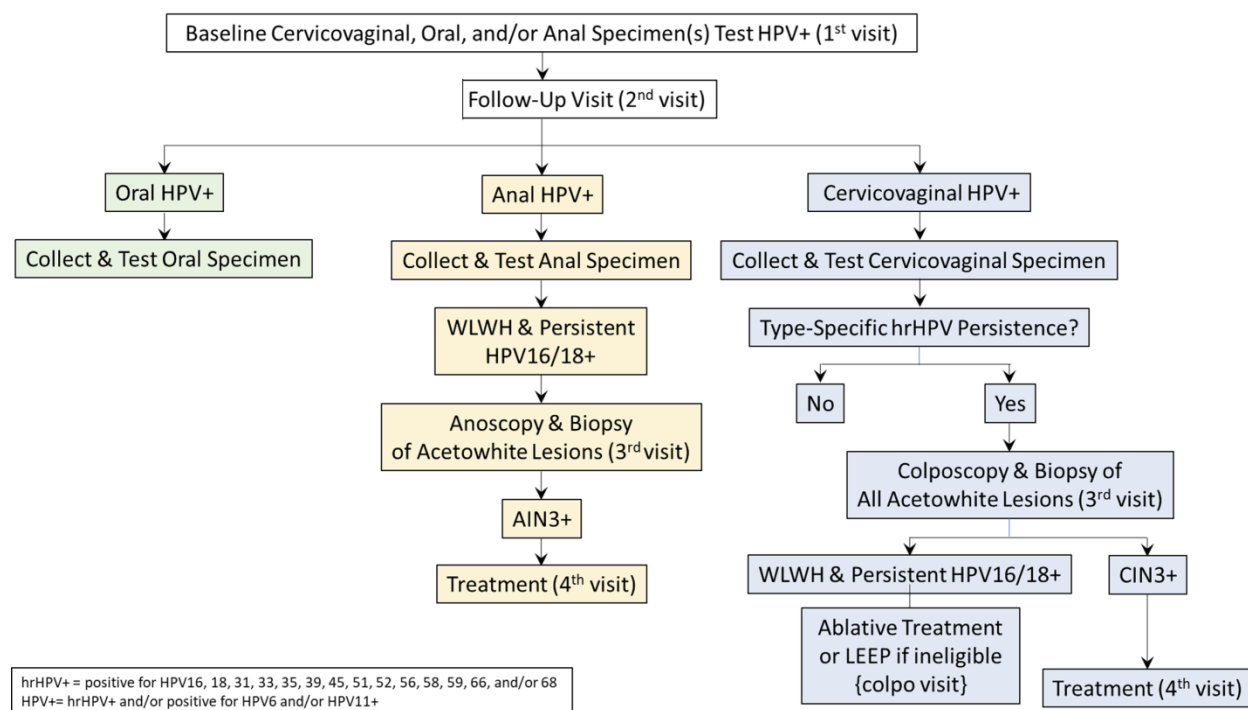 Baseline Cervicovaginal, Oral, and/or Anal Specimen(s) Test HPV+ (1st visit)
Follow-Up Visit (2nd visit)
Oral HPV+
Collect & Test Oral Specimen
Anal HPV+
Collect & Test Anal Specimen
WLWH & Persistent
HPV16/18+
Anoscopy & Biopsy
of Acetowhite Lesions (3rd visit)
AIN3+
Treatment (4th visit)
Cervicovaginal HPV+
Collect & Test Cervicovaginal Specimen
Type-Specific hrHPV Persistence?
No
Yes
Colposcopy & Biopsy of
All Acetowhite Lesions (3rd visit)
WLWH & Persistent HPV16/18+
Ablative Treatment
or LEEP if ineligible
{colpo visit}
CIN3+
Treatment (4th visit)
hrHPV+ = positive for HPV16, 18, 31, 33, 35, 39, 45, 51, 52, 56, 58, 59, 66, and/or 68
HPV+= hrHPV+ and/or positive for HPV6 and/or HPV11+